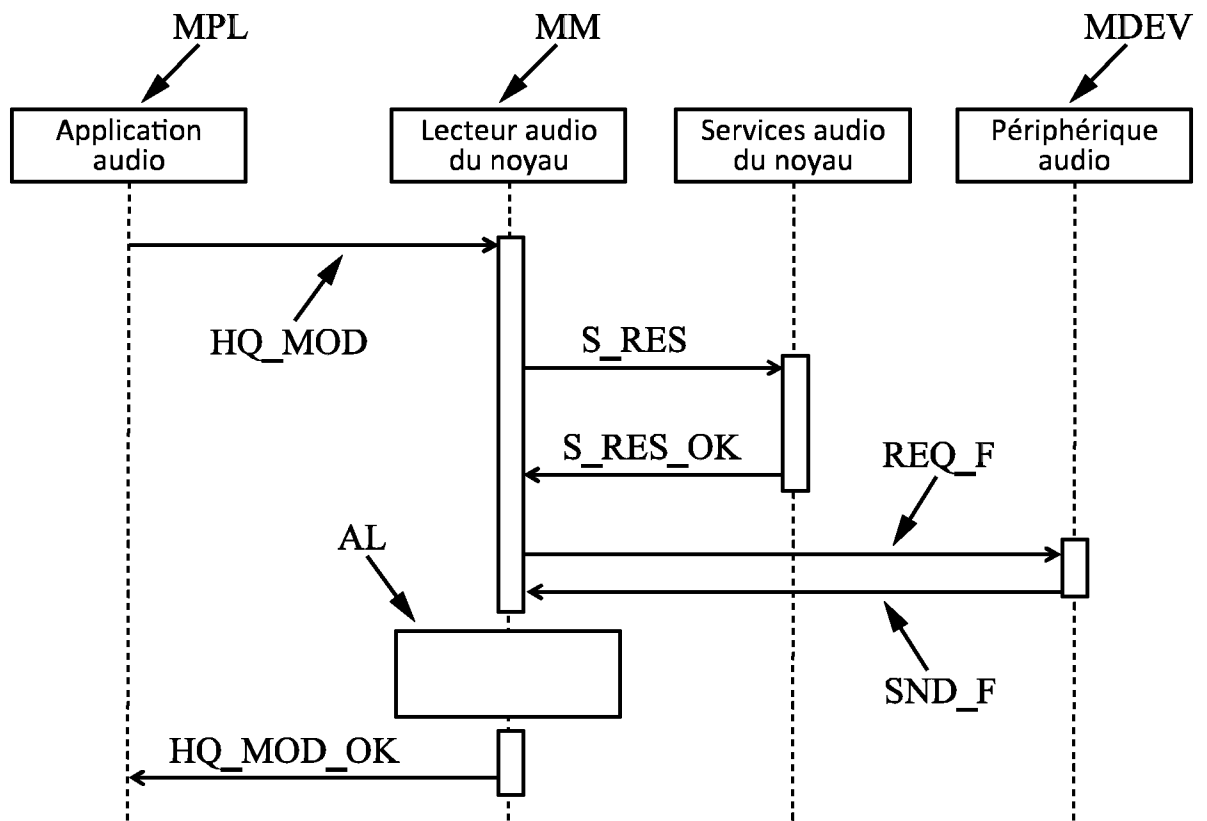 MPL
MM
MDEV
Application
audio
Lecteur audio
du noyau
Services audio
du noyau
Périphérique
audio
HQ_MOD
S_RES
S_RES_OK
REQ_F
AL
SND_F
HQ_MOD_OK